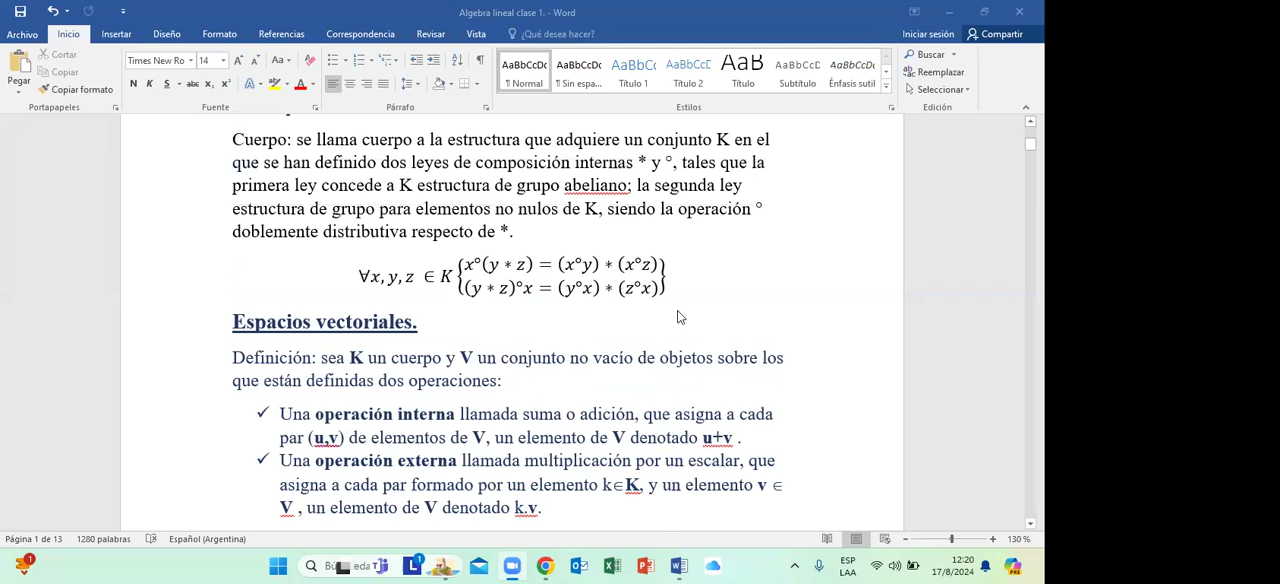 Algebra lineal clase 1. - Word
Archivo Inicio Insertar Diseño Formato Referencias Correspondencia Revisar Vista ¿Qué desea hacer? Iniciar sesión Compartir
Pegar
Cortar
Copiar
Copiar formato
Portapapeles
Times New Ro 14
N K S abc x₂ x²
Fuente
Párrafo
AaBbCcDc AaBbCcDc AaBbCc AaBbCcC AaB AaBbCcC AaBbCcDc
¶ Normal ¶ Sin espa... Título 1 Título 2 Título Subtítulo Énfasis sutil
Estilos
Buscar
Reemplazar
Seleccionar
Edición
Cuerpo: se llama cuerpo a la estructura que adquiere un conjunto K en el
que se han definido dos leyes de composición internas * y °, tales que la
primera ley concede a K estructura de grupo abeliano; la segunda ley
estructura de grupo para elementos no nulos de K, siendo la operación °
doblemente distributiva respecto de *.
∀x, y, z ∈ K {x°(y * z) = (x°y) * (x°z)
(y * z)°x = (y°x) * (z°x)}
Espacios vectoriales.
Definición: sea K un cuerpo y V un conjunto no vacío de objetos sobre los
que están definidas dos operaciones:
✓ Una operación interna llamada suma o adición, que asigna a cada
par (u,v) de elementos de V, un elemento de V denotado u+v .
✓ Una operación externa llamada multiplicación por un escalar, que
asigna a cada par formado por un elemento k∈K, y un elemento v ∈
V , un elemento de V denotado k.v.
Página 1 de 13 1280 palabras Español (Argentina) 130 %
ESP
LAA
12:20
17/8/2024